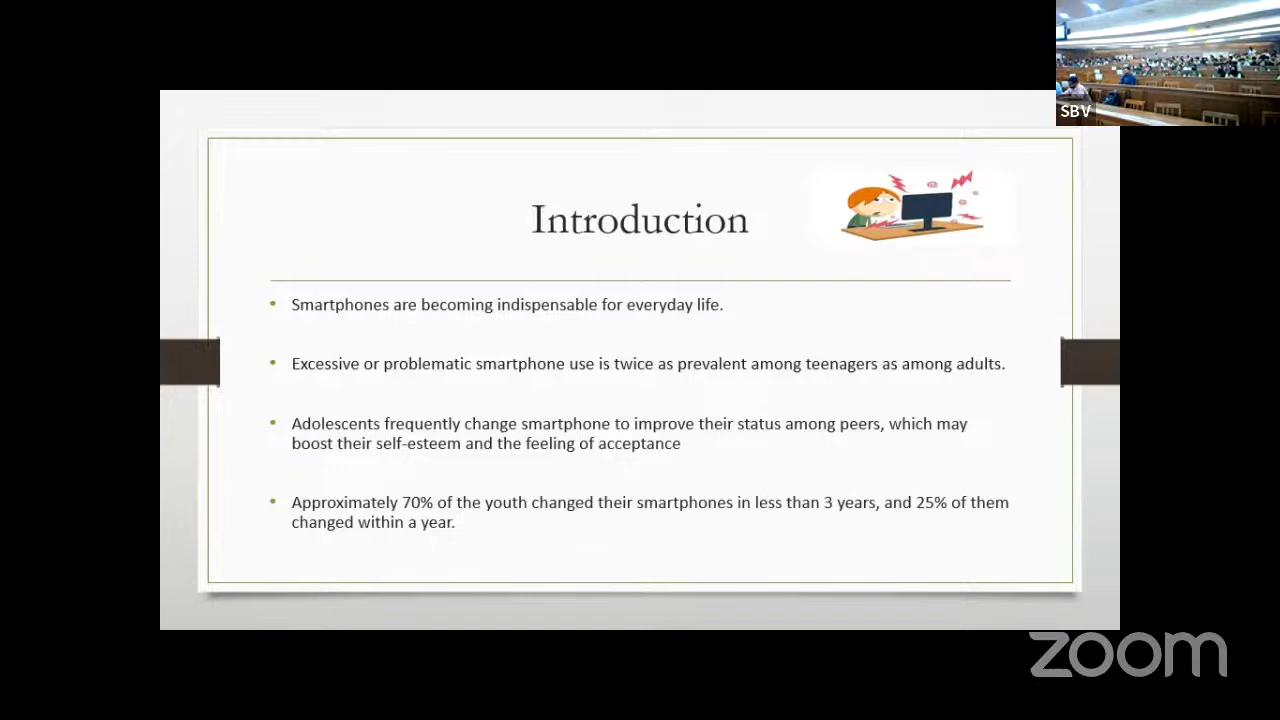 SBV
Introduction
• Smartphones are becoming indispensable for everyday life.
• Excessive or problematic smartphone use is twice as prevalent among teenagers as among adults.
• Adolescents frequently change smartphone to improve their status among peers, which may
boost their self-esteem and the feeling of acceptance
• Approximately 70% of the youth changed their smartphones in less than 3 years, and 25% of them
changed within a year.
zoom